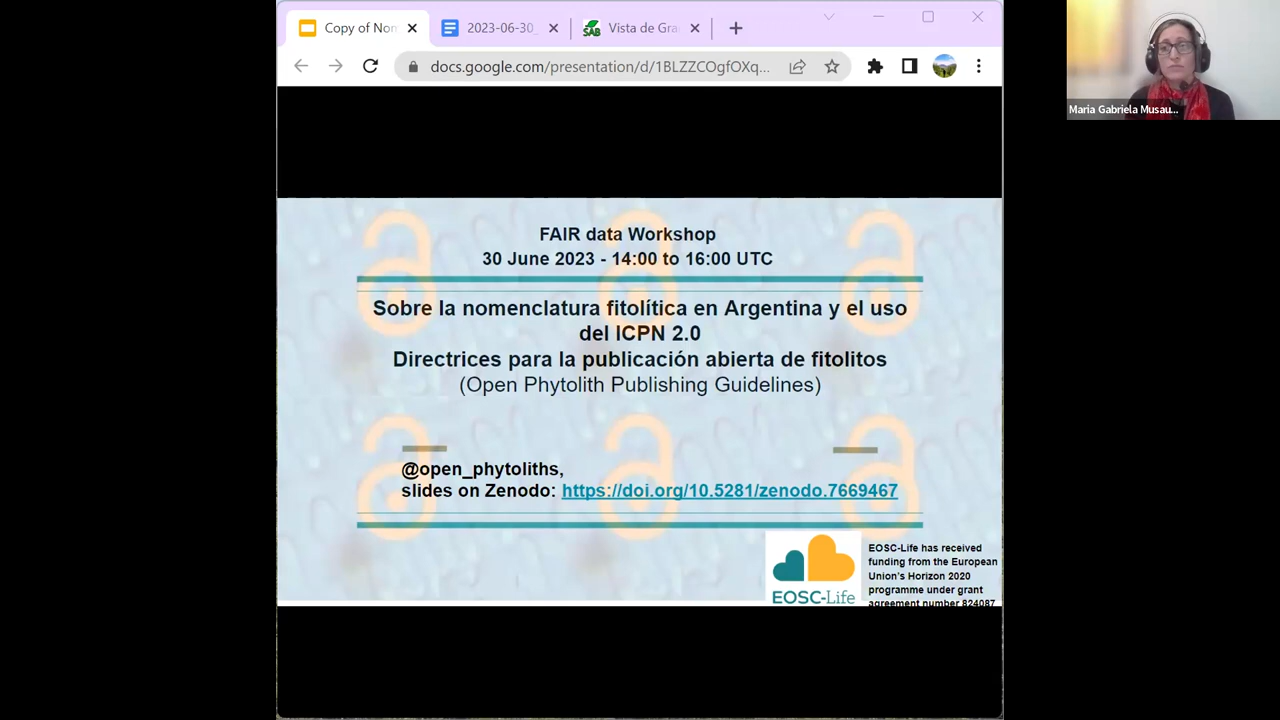 Copy of Non
2023-06-30_
SAB
Vista de Gra
docs.google.com/presentation/d/1BLZZCOgfOXq...
Maria Gabriela Musau...
FAIR data Workshop
30 June 2023 - 14:00 to 16:00 UTC
Sobre la nomenclatura fitolítica en Argentina y el uso
del ICPN 2.0
Directrices para la publicación abierta de fitolitos
(Open Phytolith Publishing Guidelines)
@open_phytoliths,
slides on Zenodo: https://doi.org/10.5281/zenodo.7669467
EOSC-Life
EOSC-Life has received
funding from the European
Union's Horizon 2020
programme under grant
agreement number 824087